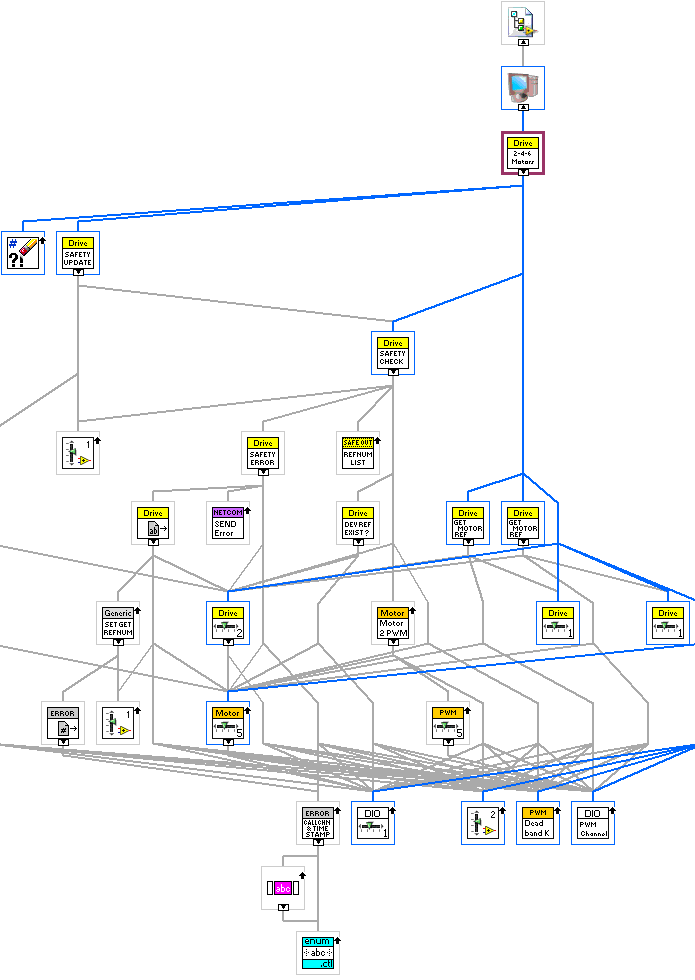 Drive
2-4-6
Motors
#
?!
Drive
SAFETY
UPDATE
Drive
SAFETY
CHECK
1
Drive
SAFETY
ERROR
SAFE OUT
REFNUM
LIST
Drive
ab
NETCOM
SEND
Error
Drive
DEV REF
EXIST ?
Drive
GET
MOTOR
REF
Drive
GET
MOTOR
REF
Generic
SET GET
REFNUM
Drive
2
Motor
Motor
2 PWM
Drive
1
Drive
1
ERROR
#
1
Motor
5
PWM
5
ERROR
CALLCHN
& TIME
STAMP
DIO
1
2
PWM
Dead
band K
DIO
PWM
Channel
abc
enum
abc
.ctl